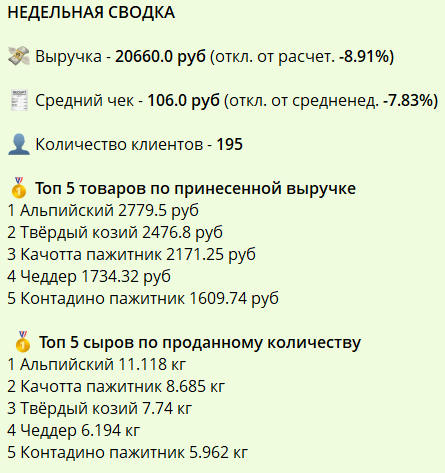 НЕДЕЛЬНАЯ СВОДКА
Выручка - 20660.0 руб (откл. от расчет. -8.91%)
Средний чек - 106.0 руб (откл. от средненед. -7.83%)
Количество клиентов - 195
Топ 5 товаров по принесенной выручке
1 Альпийский 2779.5 руб
2 Твёрдый козий 2476.8 руб
3 Качотта пажитник 2171.25 руб
4 Чеддер 1734.32 руб
5 Контадино пажитник 1609.74 руб
Топ 5 сыров по проданному количеству
1 Альпийский 11.118 кг
2 Качотта пажитник 8.685 кг
3 Твёрдый козий 7.74 кг
4 Чеддер 6.194 кг
5 Контадино пажитник 5.962 кг